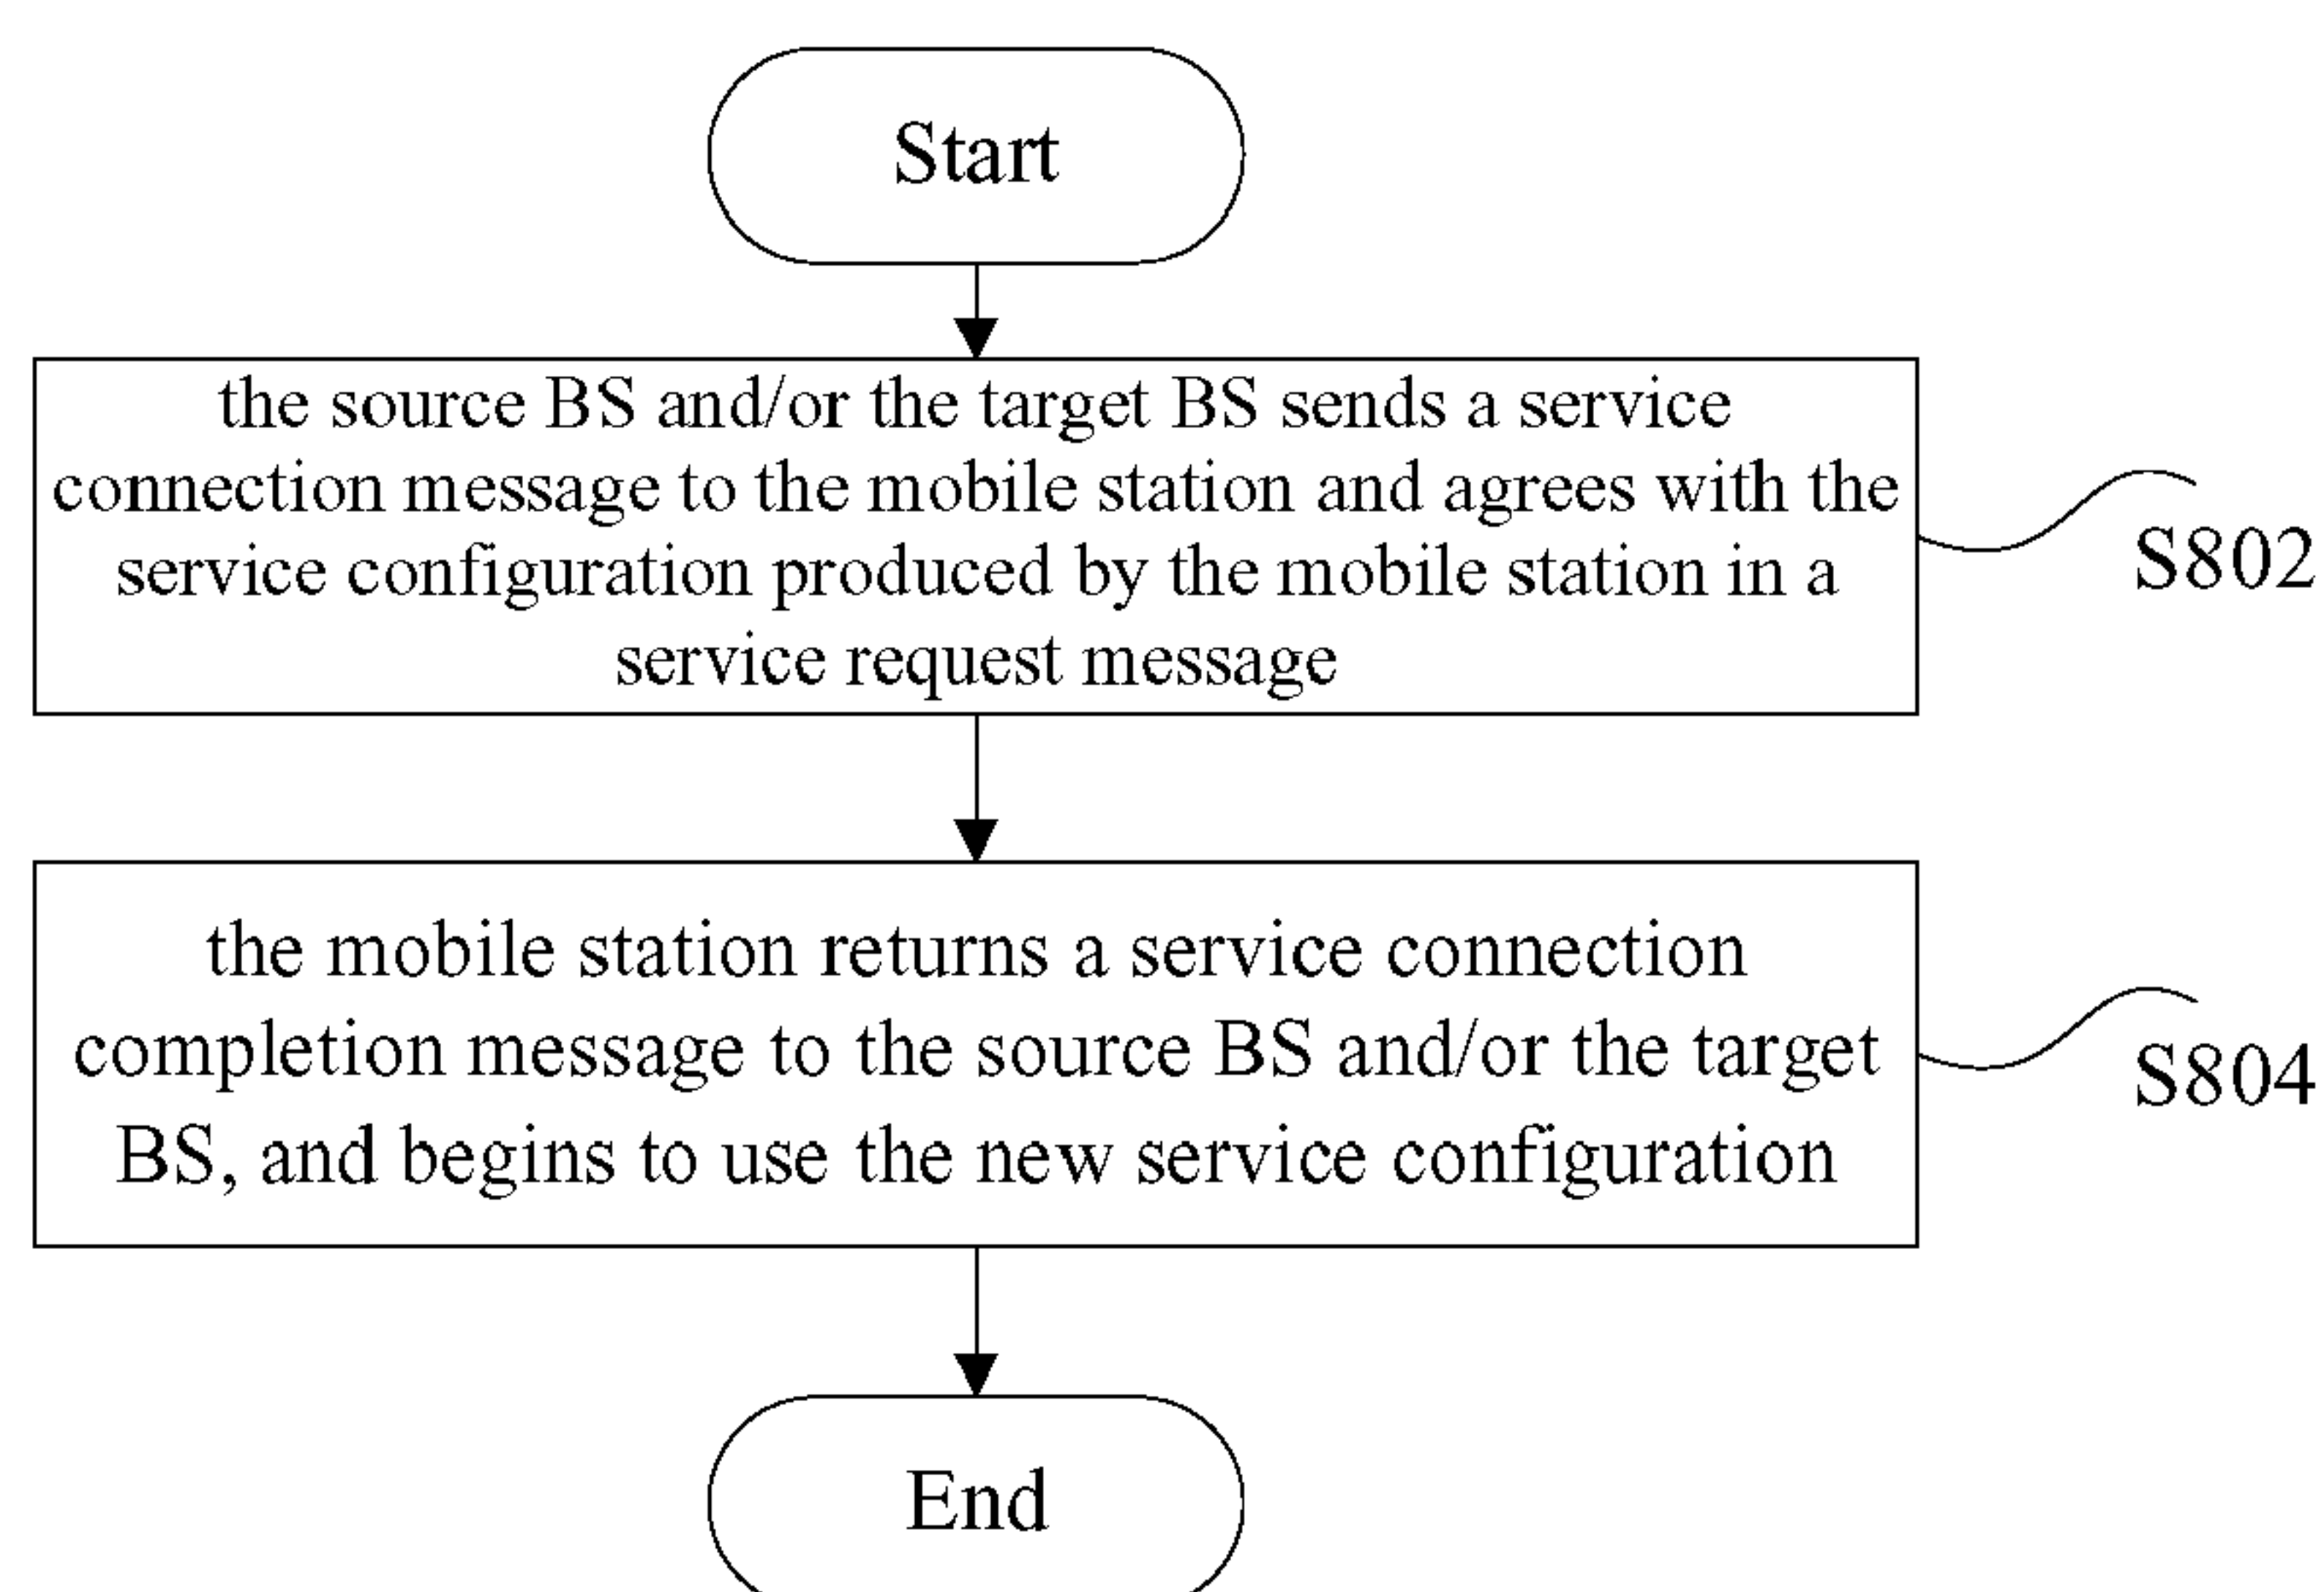 Start
the source BS and/or the target BS sends a service
connection message to the mobile station and agrees with the
service configuration produced by the mobile station in a
service request message
S802
the mobile station returns a service connection
completion message to the source BS and/or the target
BS, and begins to use the new service configuration
S804
End